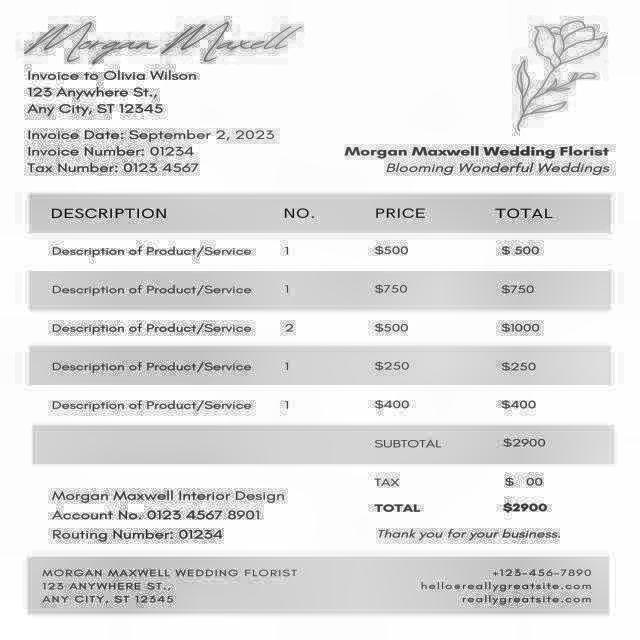 Morgan Maxell
Invoice to Olivia Wilson
123 Anywhere St.,
Any City, ST 12345
Invoice Date: September 2, 2023
Invoice Number: 01234
Tax Number: 0123 4567
Morgan Maxwell Wedding Florist
Blooming Wonderful Weddings
DESCRIPTION NO. PRICE TOTAL
Description of Product/Service 1 $500 $ 500
Description of Product/Service 1 $750 $750
Description of Product/Service 2 $500 $1000
Description of Product/Service 1 $250 $250
Description of Product/Service 1 $400 $400
SUBTOTAL $2900
TAX $ 00
TOTAL $2900
Morgan Maxwell Interior Design
Account No. 0123 4567 8901
Routing Number: 01234
Thank you for your business.
MORGAN MAXWELL WEDDING FLORIST
123 ANYWHERE ST.,
ANY CITY, ST 12345
+123-456-7890
hello@reallygreatsite.com
reallygreatsite.com